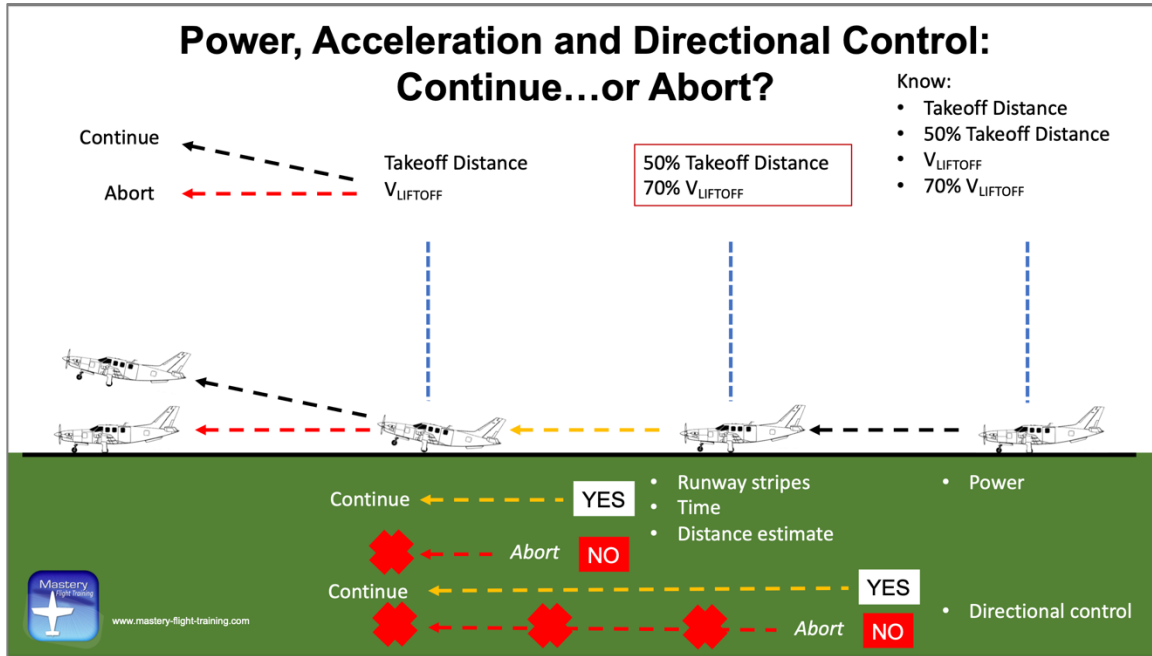 Power, Acceleration and Directional Control:
Continue...or Abort?
Know:
• Takeoff Distance
• 50% Takeoff Distance
• VLIFTOFF
• 70% VLIFTOFF
Continue
Abort
Takeoff Distance
VLIFTOFF
50% Takeoff Distance
70% VLIFTOFF
Continue
YES
• Runway stripes
• Time
• Distance estimate
• Power
Abort
NO
Continue
YES
Abort
NO
• Directional control
Mastery
Flight Training
www.mastery-flight-training.com